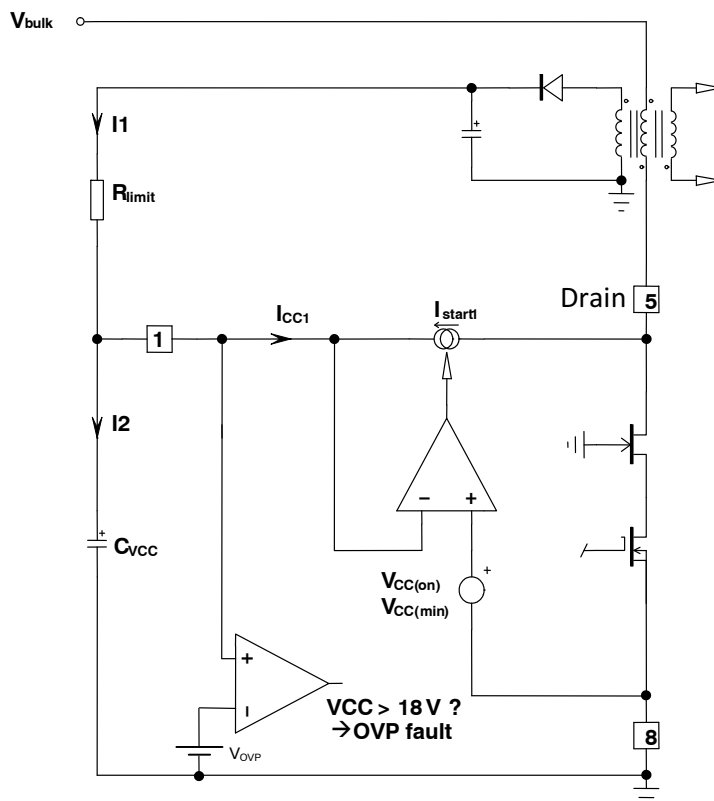 Vbulk
I1
Rlimit
Drain
5
ICC1
Istart1
1
I2
CVCC
VCC(on)
VCC(min)
VCC > 18 V ?
→OVP fault
VOVP
8